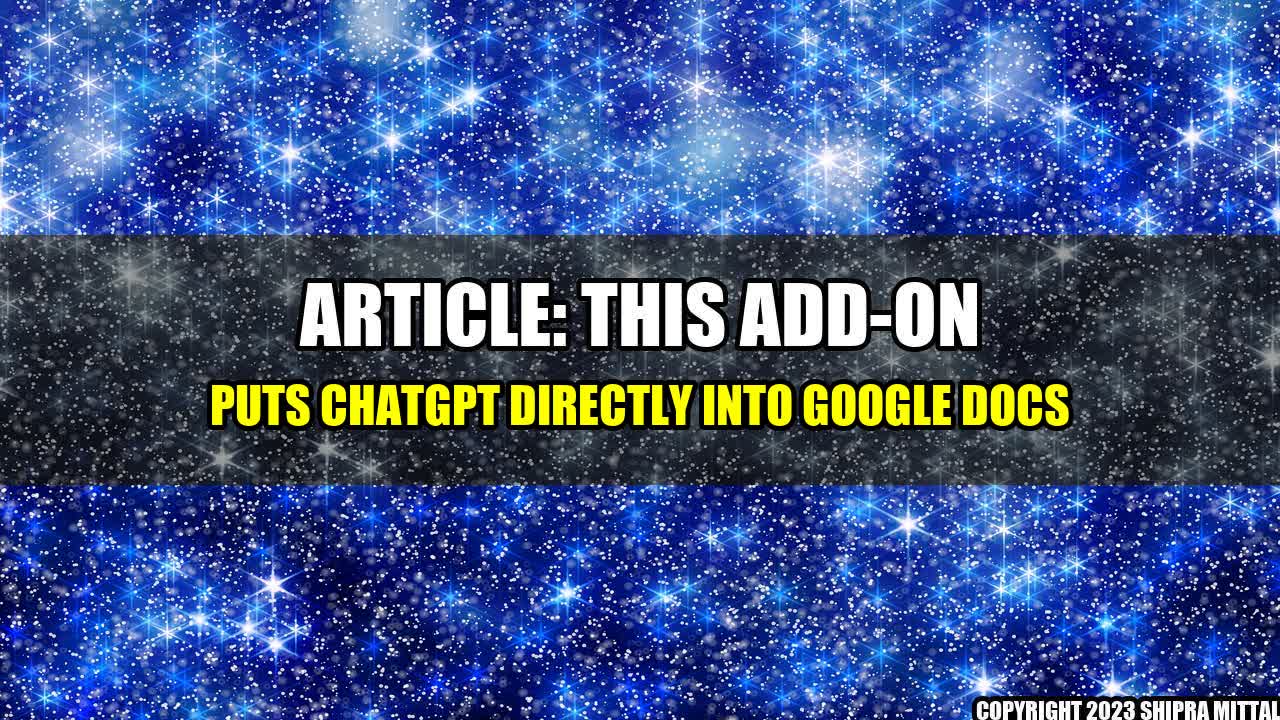 ARTICLE: THIS ADD-ON
PUTS CHATGPT DIRECTLY INTO GOOGLE DOCS
COPYRIGHT 2023 SHIPRA MITTAL